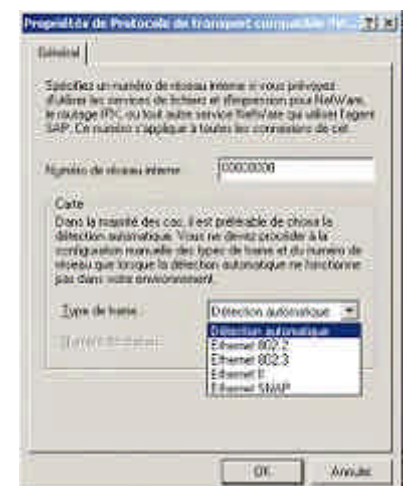 Propriétés de Protocole de transport compatible
Général
Spécifiez un numéro de réseau interne si vous prévoyez
d'utiliser les services de fichiers et d'impression pour NetWare,
le routage IPX, ou tout autre service NetWare qui utilise l'agent
SAP. Ce numéro s'applique à toutes les connexions de cet
Numéro de réseau interne
00000000
Carte
Dans la majorité des cas, il est préférable de choisir la
détection automatique. Vous ne devez procéder à la
configuration manuelle des types de trame et du numéro de
réseau que lorsque la détection automatique ne fonctionne
pas dans votre environnement.
Type de trame :
Détection automatique
Détection automatique
Ethernet 802.2
Ethernet 802.3
Ethernet II
Ethernet SNAP
OK
Annuler